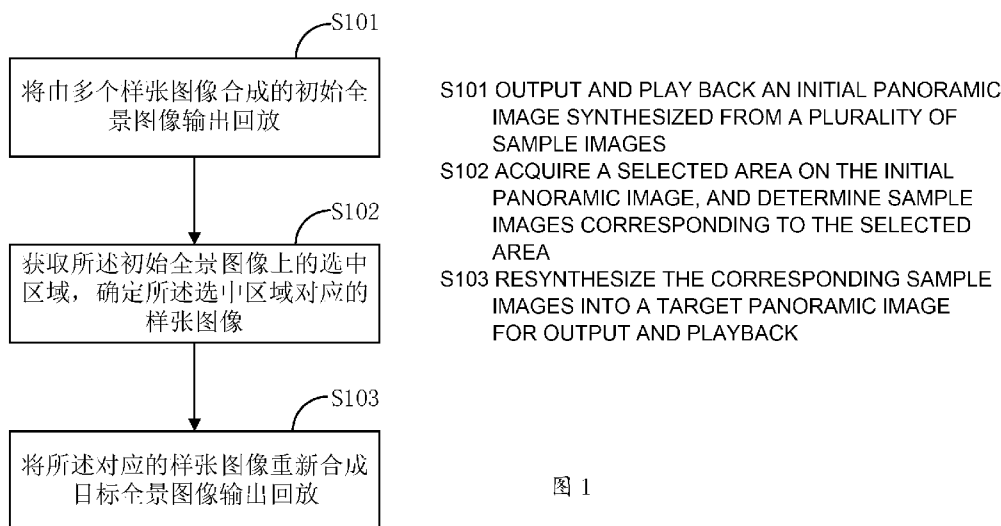 S101
将由多个样张图像合成的初始全
景图像输出回放
S102
获取所述初始全景图像上的选中
区域，确定所述选中区域对应的
样张图像
S103
将所述对应的样张图像重新合成
目标全景图像输出回放
S101 OUTPUT AND PLAY BACK AN INITIAL PANORAMIC
IMAGE SYNTHESIZED FROM A PLURALITY OF
SAMPLE IMAGES
S102 ACQUIRE A SELECTED AREA ON THE INITIAL
PANORAMIC IMAGE, AND DETERMINE SAMPLE
IMAGES CORRESPONDING TO THE SELECTED
AREA
S103 RESYNTHESIZE THE CORRESPONDING SAMPLE
IMAGES INTO A TARGET PANORAMIC IMAGE
FOR OUTPUT AND PLAYBACK
图 1